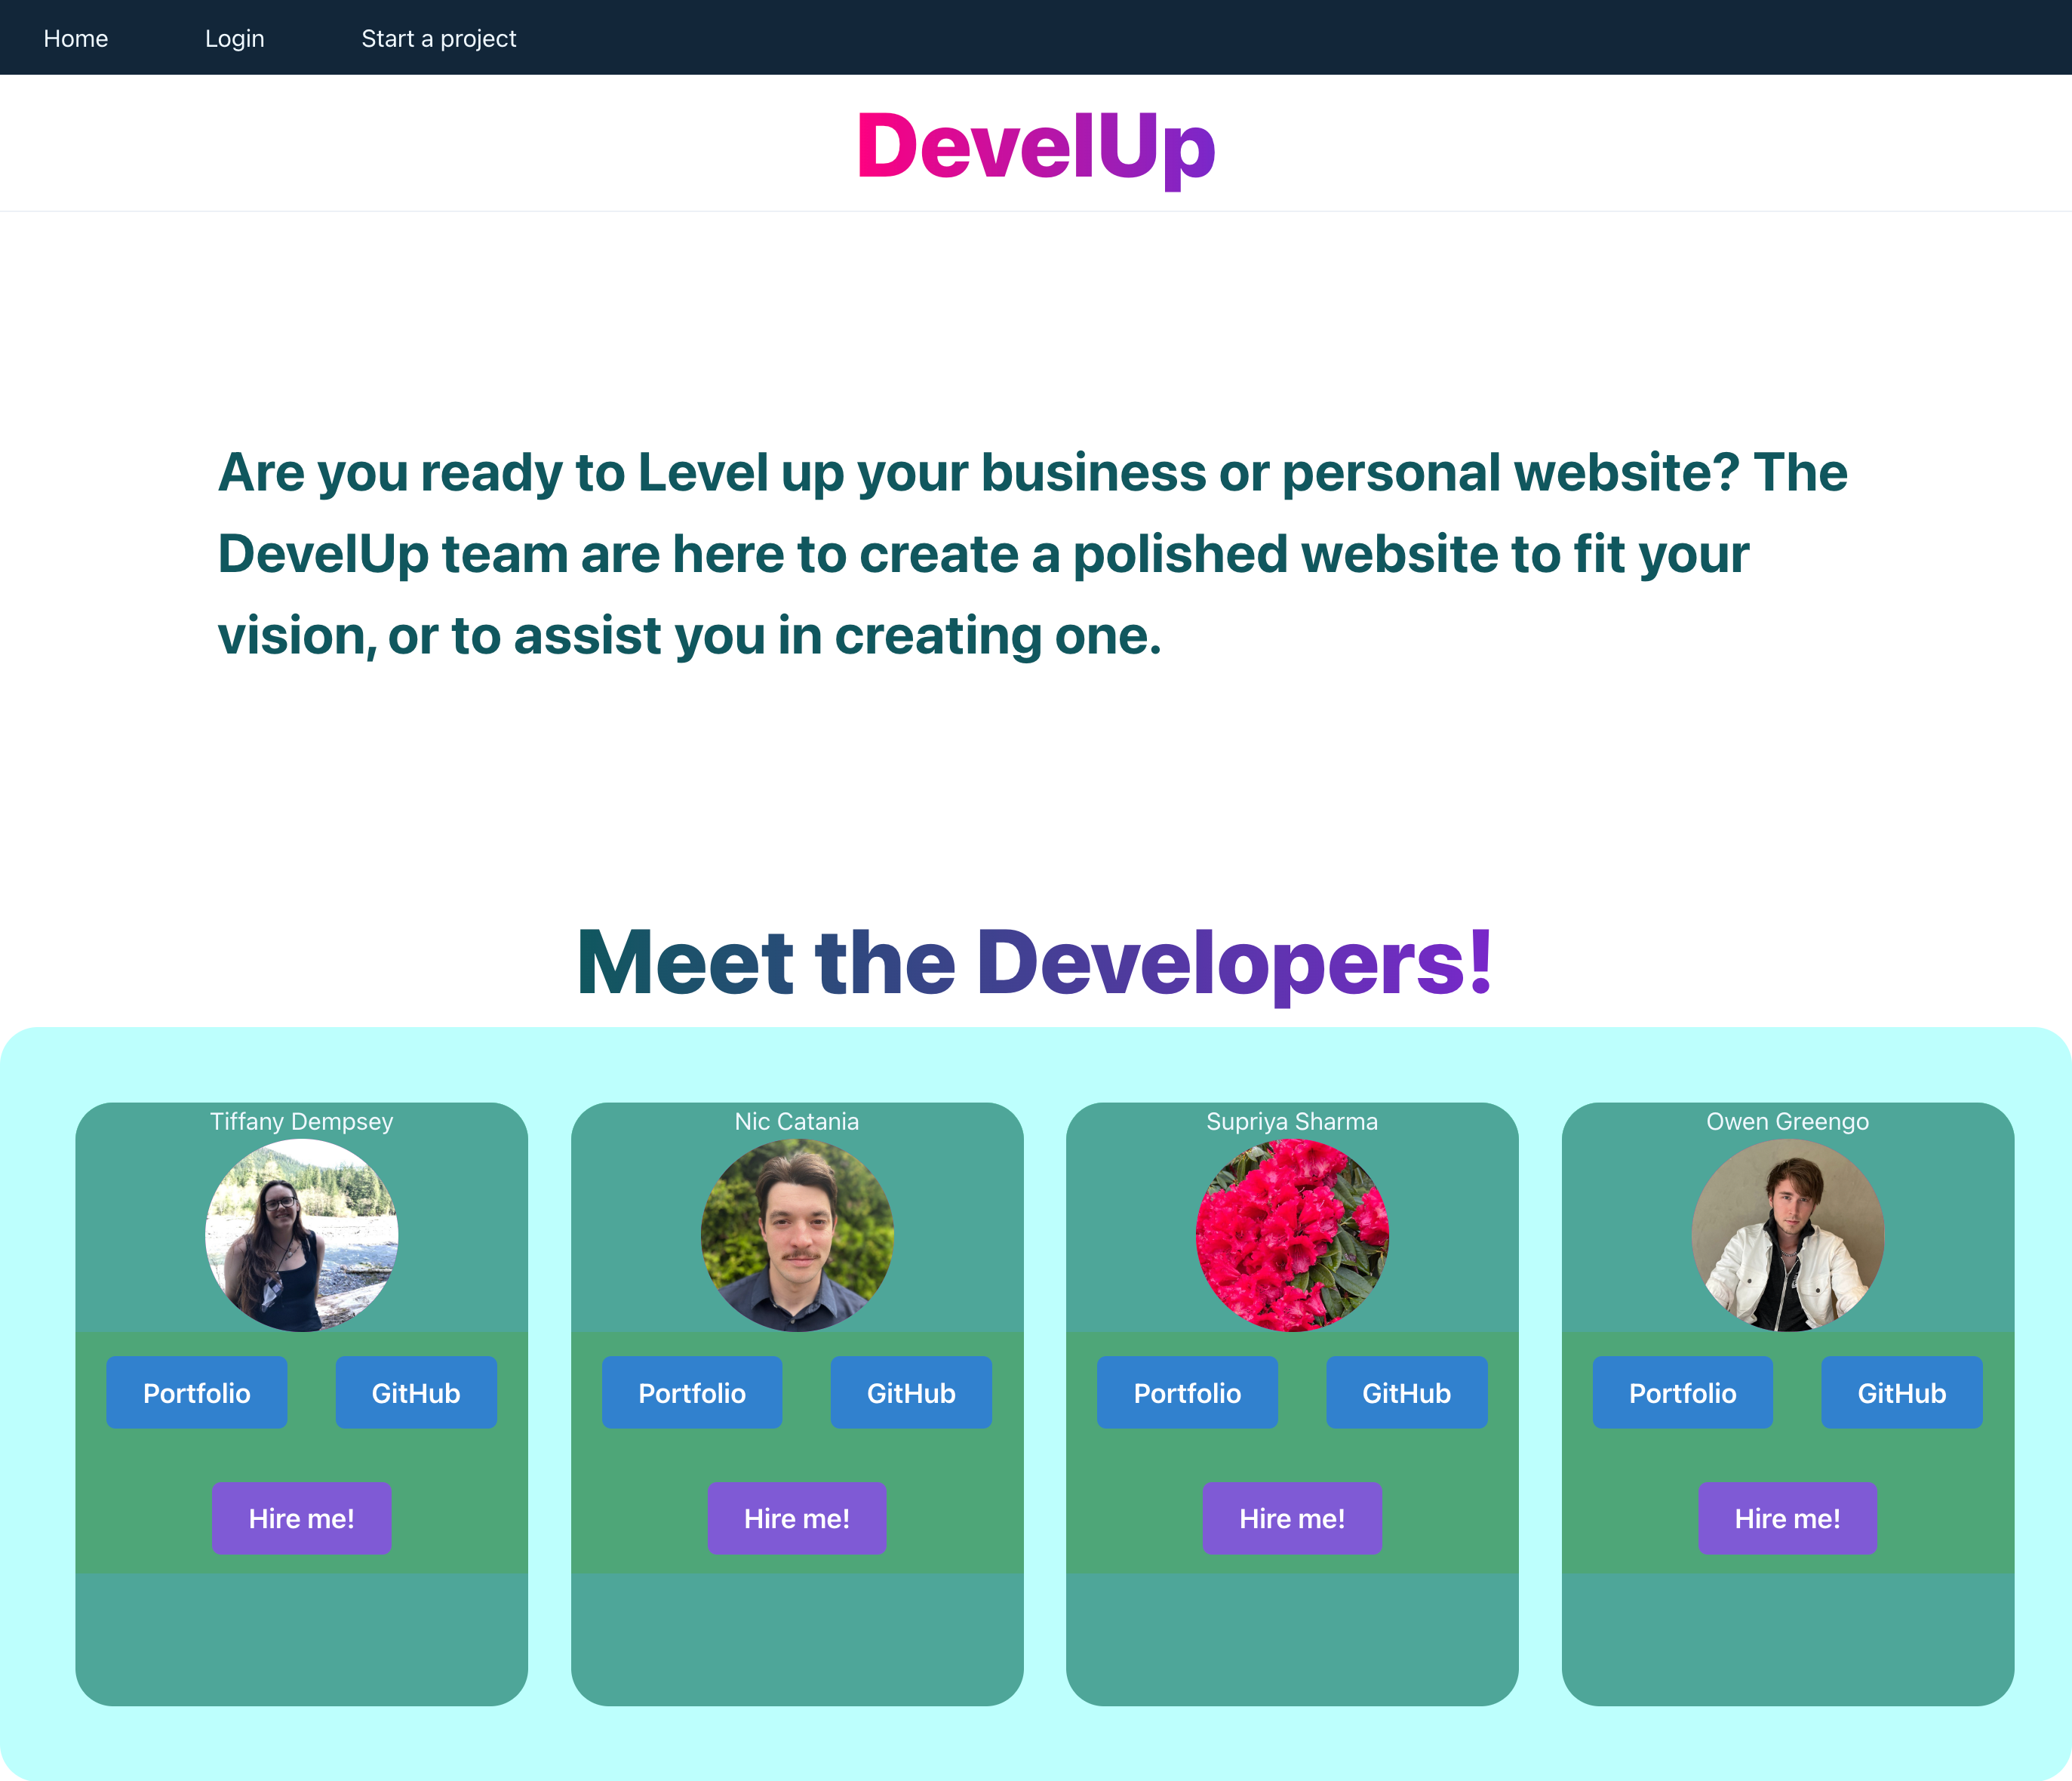 Home Login Start a project
DevelUp
Are you ready to Level up your business or personal website? The
DevelUp team are here to create a polished website to fit your
vision, or to assist you in creating one.
Meet the Developers!
Tiffany Dempsey
Portfolio GitHub
Hire me!
Nic Catania
Portfolio GitHub
Hire me!
Supriya Sharma
Portfolio GitHub
Hire me!
Owen Greengo
Portfolio GitHub
Hire me!